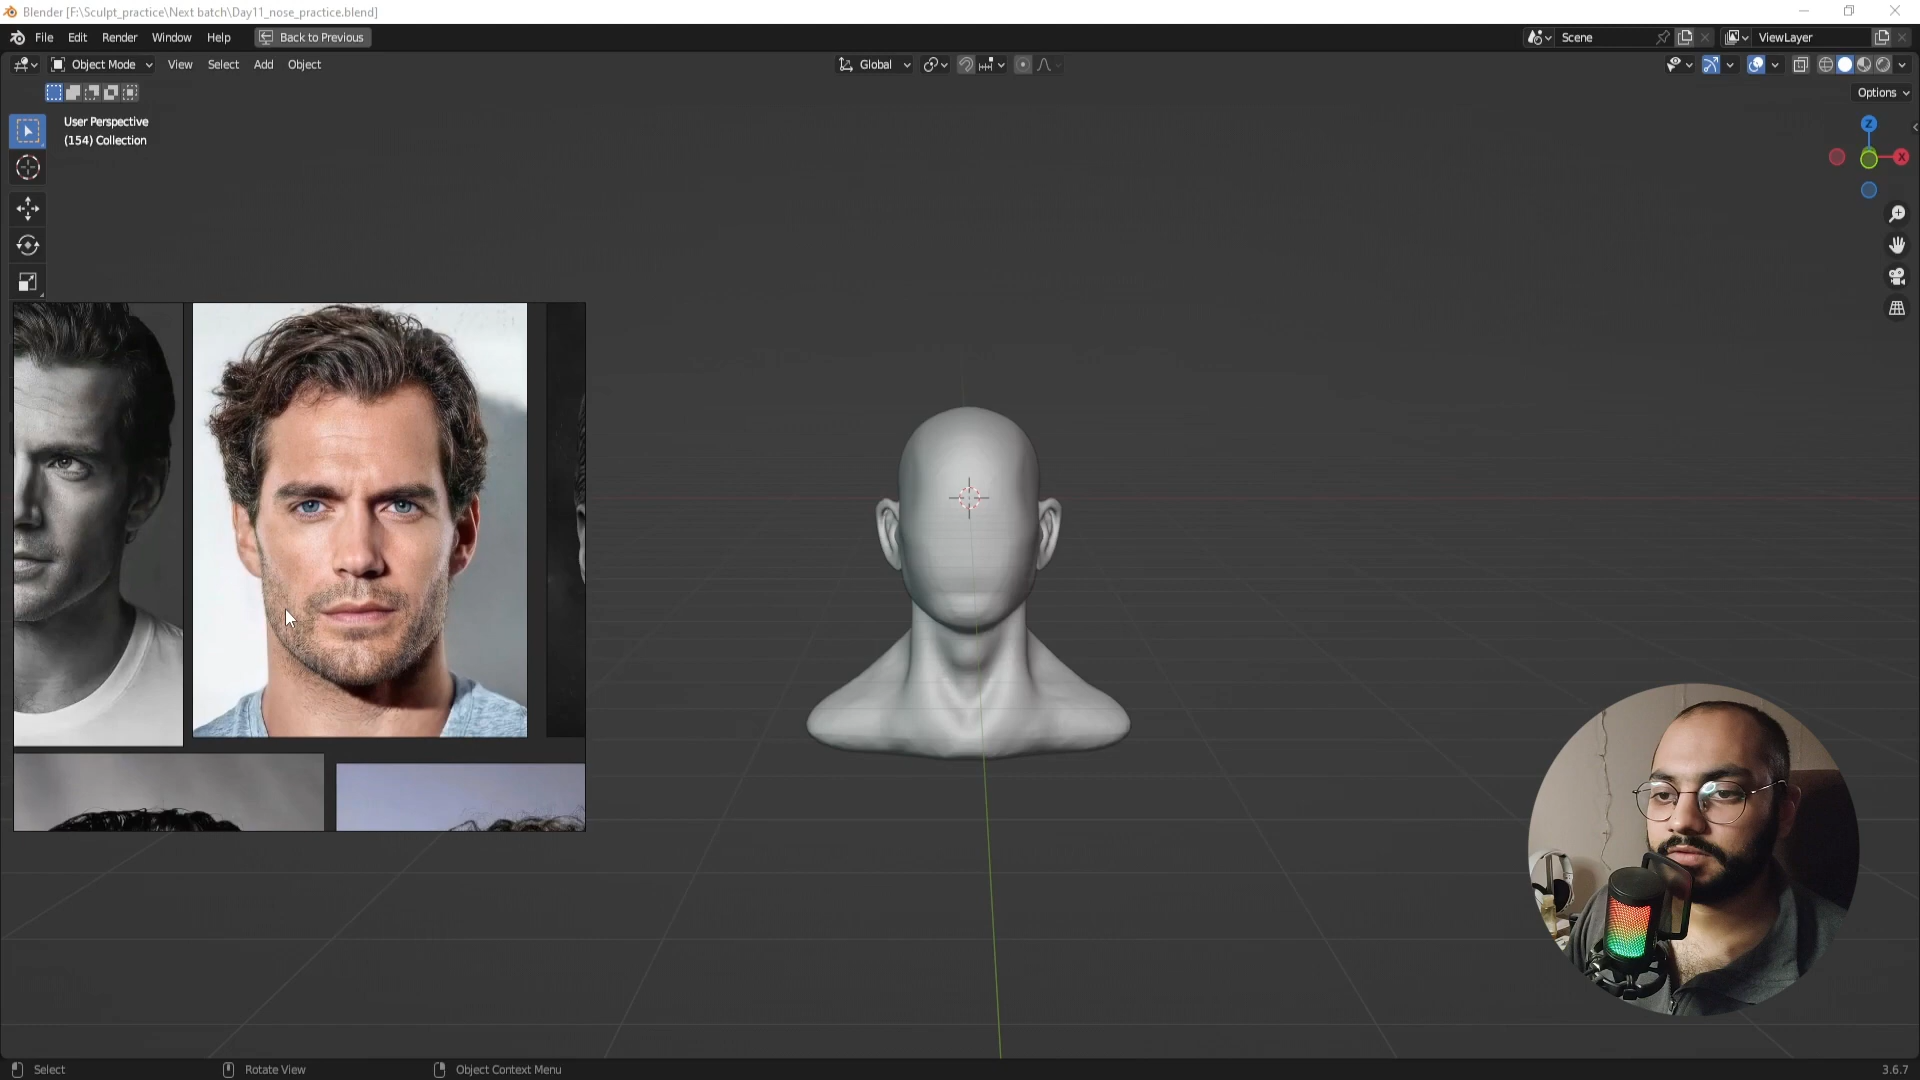 Blender [F:\Sculpt_practice\Next batch\Day11_nose_practice.blend]
File Edit Render Window Help Back to Previous Scene ViewLayer
Object Mode View Select Add Object Global
Options
User Perspective
(154) Collection
Z
X
Select Rotate View Object Context Menu 3.6.7